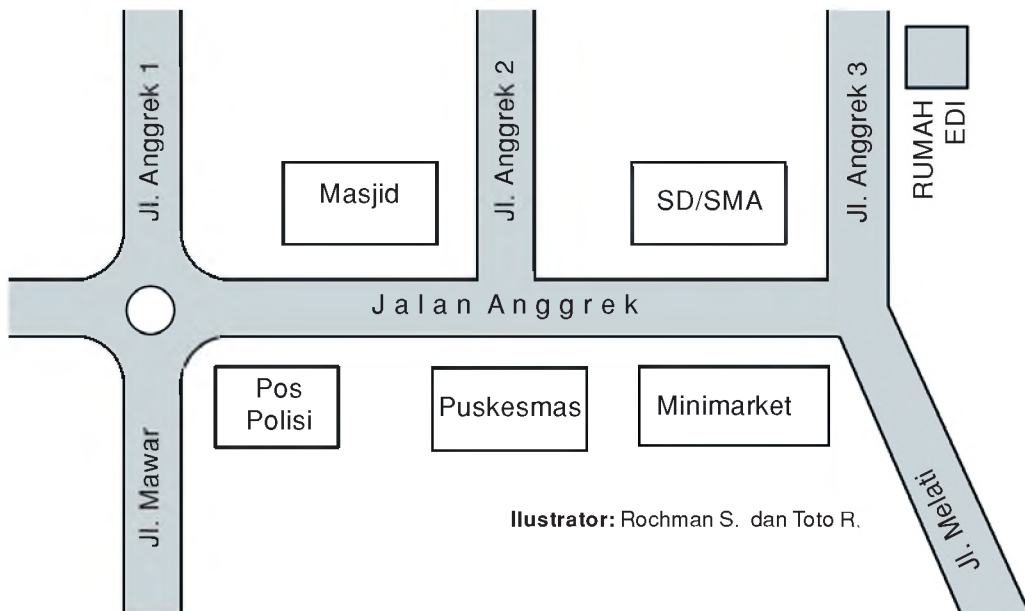 Jl. Anggrek 1
Jl. Anggrek 2
Jl. Anggrek 3
RUMAH
EDI
Masjid
SD/SMA
Jalan Anggrek
Pos
Polisi
Puskesmas
Minimarket
Jl. Mawar
Jl. Melati
Ilustrator: Rochman S. dan Toto R.